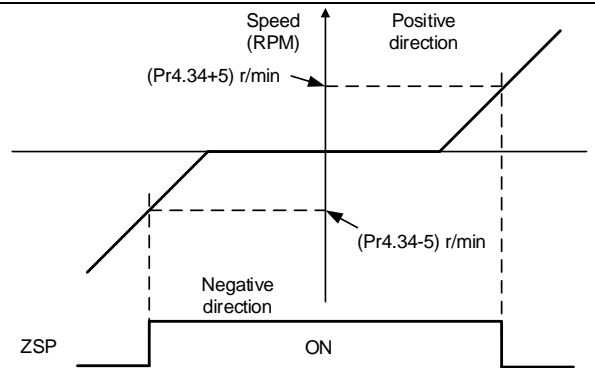 Speed
(RPM)
Positive
direction
(Pr4.34+5) r/min
(Pr4.34-5) r/min
Negative
direction
ZSP
ON